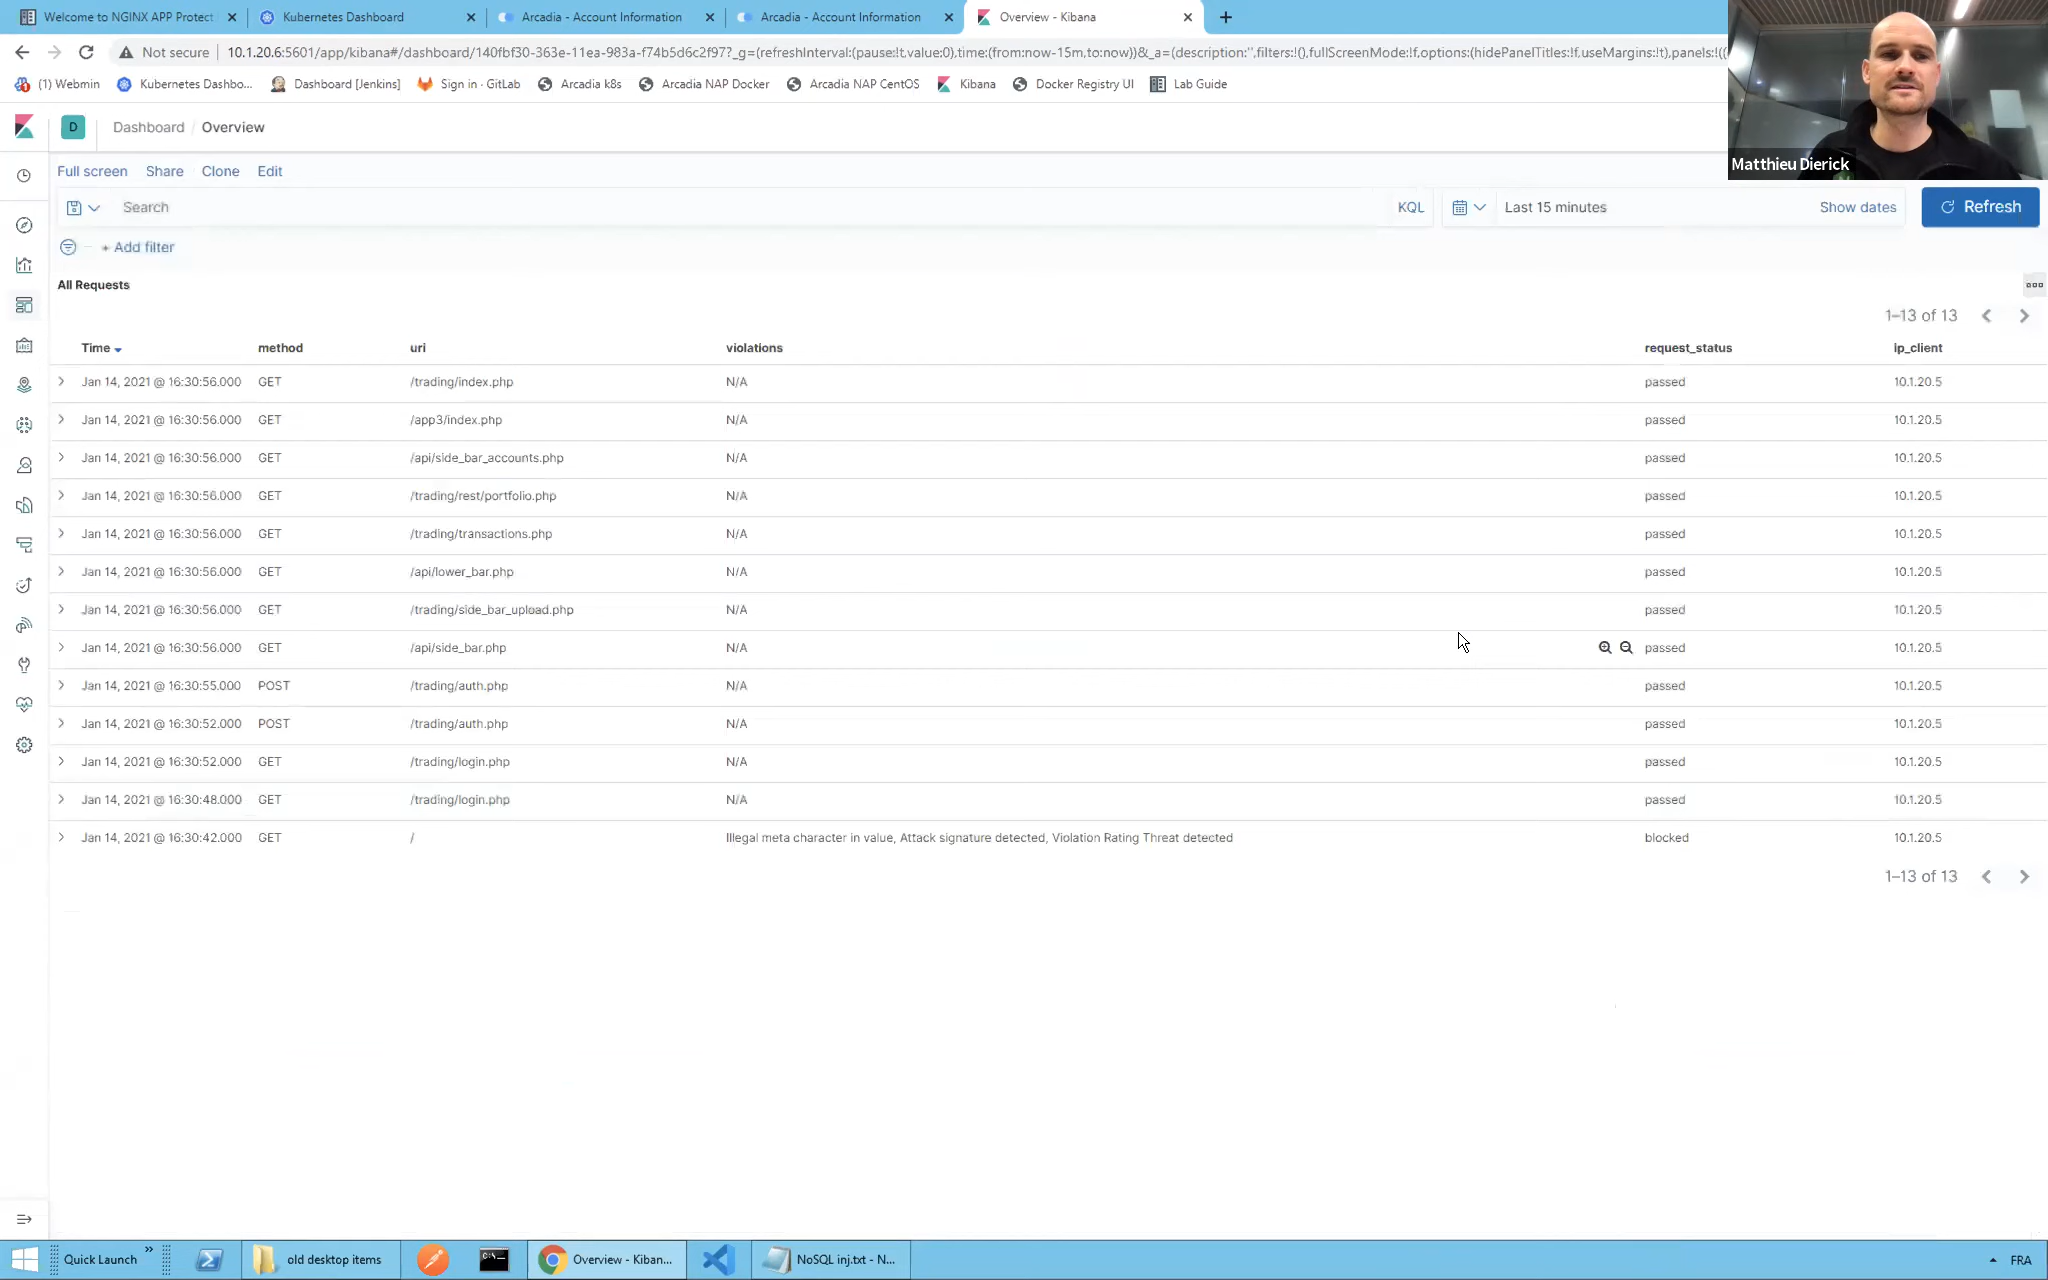 Welcome to NGINX APP Protect
Kubernetes Dashboard
Arcadia - Account Information
Arcadia - Account Information
Overview - Kibana
Not secure
10.1.20.6:5601/app/kibana#/dashboard/140fbf30-363e-11ea-983a-f74b5d6c2f97?_g=(refreshInterval:(pause:!t,value:0),time:(from:now-15m,to:now))&_a=(description:'',filters:!(),fullScreenMode:!f,options:(hidePanelTitles:!f,useMargins:!t),panels:!((
(1) Webmin
Kubernetes Dashbo...
Dashboard [Jenkins]
Sign in · GitLab
Arcadia k8s
Arcadia NAP Docker
Arcadia NAP CentOS
Kibana
Docker Registry UI
Lab Guide
Matthieu Dierick
D
Dashboard / Overview
Full screen Share Clone Edit
Search
KQL
Last 15 minutes
Show dates
Refresh
+ Add filter
All Requests
1–13 of 13
Time method uri violations request_status ip_client
Jan 14, 2021 @ 16:30:56.000 GET /trading/index.php N/A passed 10.1.20.5
Jan 14, 2021 @ 16:30:56.000 GET /app3/index.php N/A passed 10.1.20.5
Jan 14, 2021 @ 16:30:56.000 GET /api/side_bar_accounts.php N/A passed 10.1.20.5
Jan 14, 2021 @ 16:30:56.000 GET /trading/rest/portfolio.php N/A passed 10.1.20.5
Jan 14, 2021 @ 16:30:56.000 GET /trading/transactions.php N/A passed 10.1.20.5
Jan 14, 2021 @ 16:30:56.000 GET /api/lower_bar.php N/A passed 10.1.20.5
Jan 14, 2021 @ 16:30:56.000 GET /trading/side_bar_upload.php N/A passed 10.1.20.5
Jan 14, 2021 @ 16:30:56.000 GET /api/side_bar.php N/A passed 10.1.20.5
Jan 14, 2021 @ 16:30:55.000 POST /trading/auth.php N/A passed 10.1.20.5
Jan 14, 2021 @ 16:30:52.000 POST /trading/auth.php N/A passed 10.1.20.5
Jan 14, 2021 @ 16:30:52.000 GET /trading/login.php N/A passed 10.1.20.5
Jan 14, 2021 @ 16:30:48.000 GET /trading/login.php N/A passed 10.1.20.5
Jan 14, 2021 @ 16:30:42.000 GET / Illegal meta character in value, Attack signature detected, Violation Rating Threat detected blocked 10.1.20.5
1–13 of 13
Quick Launch
old desktop items
Overview - Kiban...
NoSQL inj.txt - N...
FRA